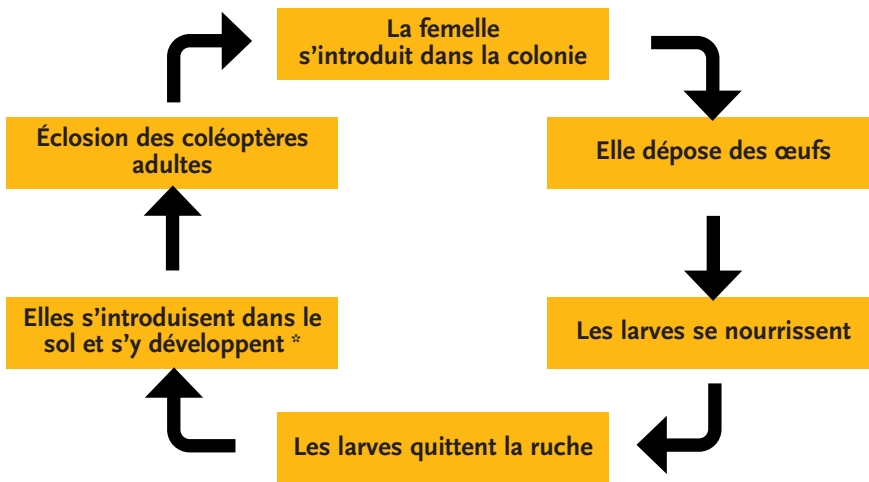 La femelle
s’introduit dans la colonie
Elle dépose des œufs
Les larves se nourrissent
Les larves quittent la ruche
Elles s’introduisent dans le
sol et s’y développent *
Éclosion des coléoptères
adultes